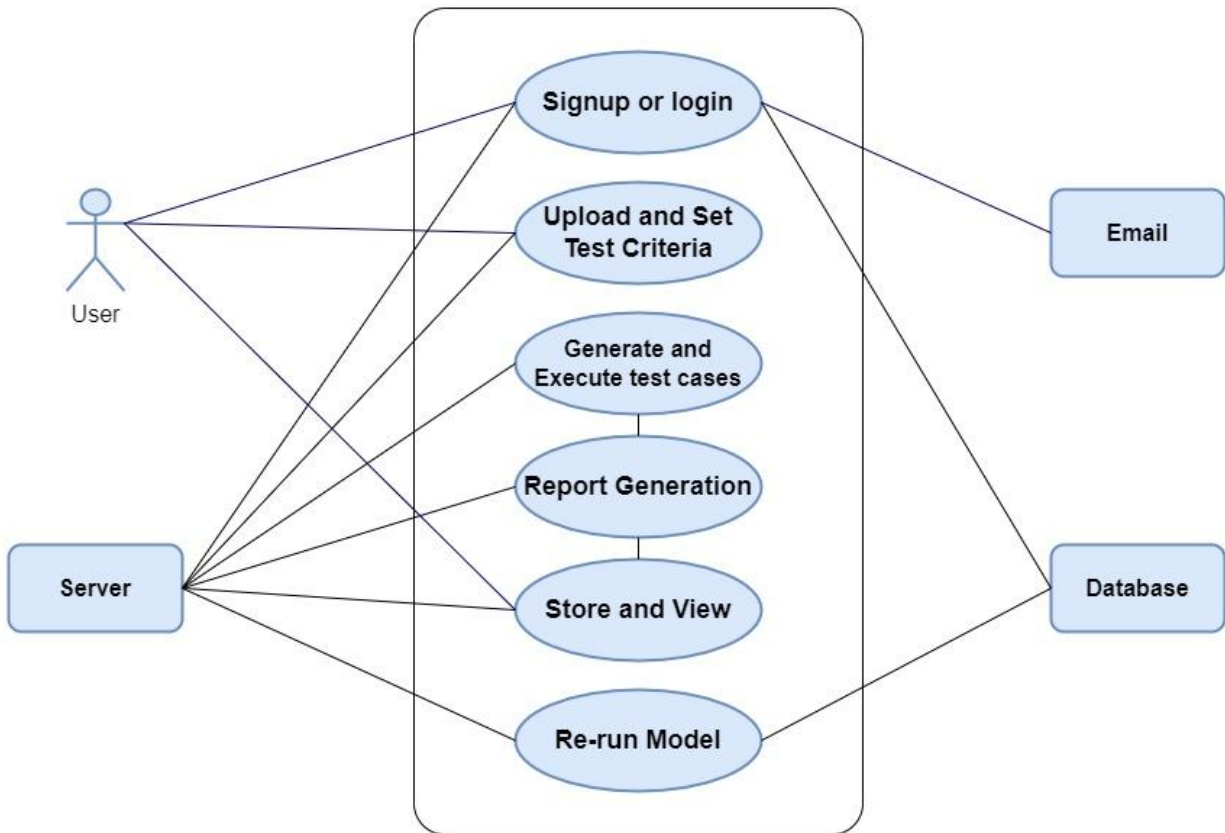 Signup or login
Upload and Set
Test Criteria
Email
User
Generate and
Execute test cases
Report Generation
Server
Store and View
Database
Re-run Model